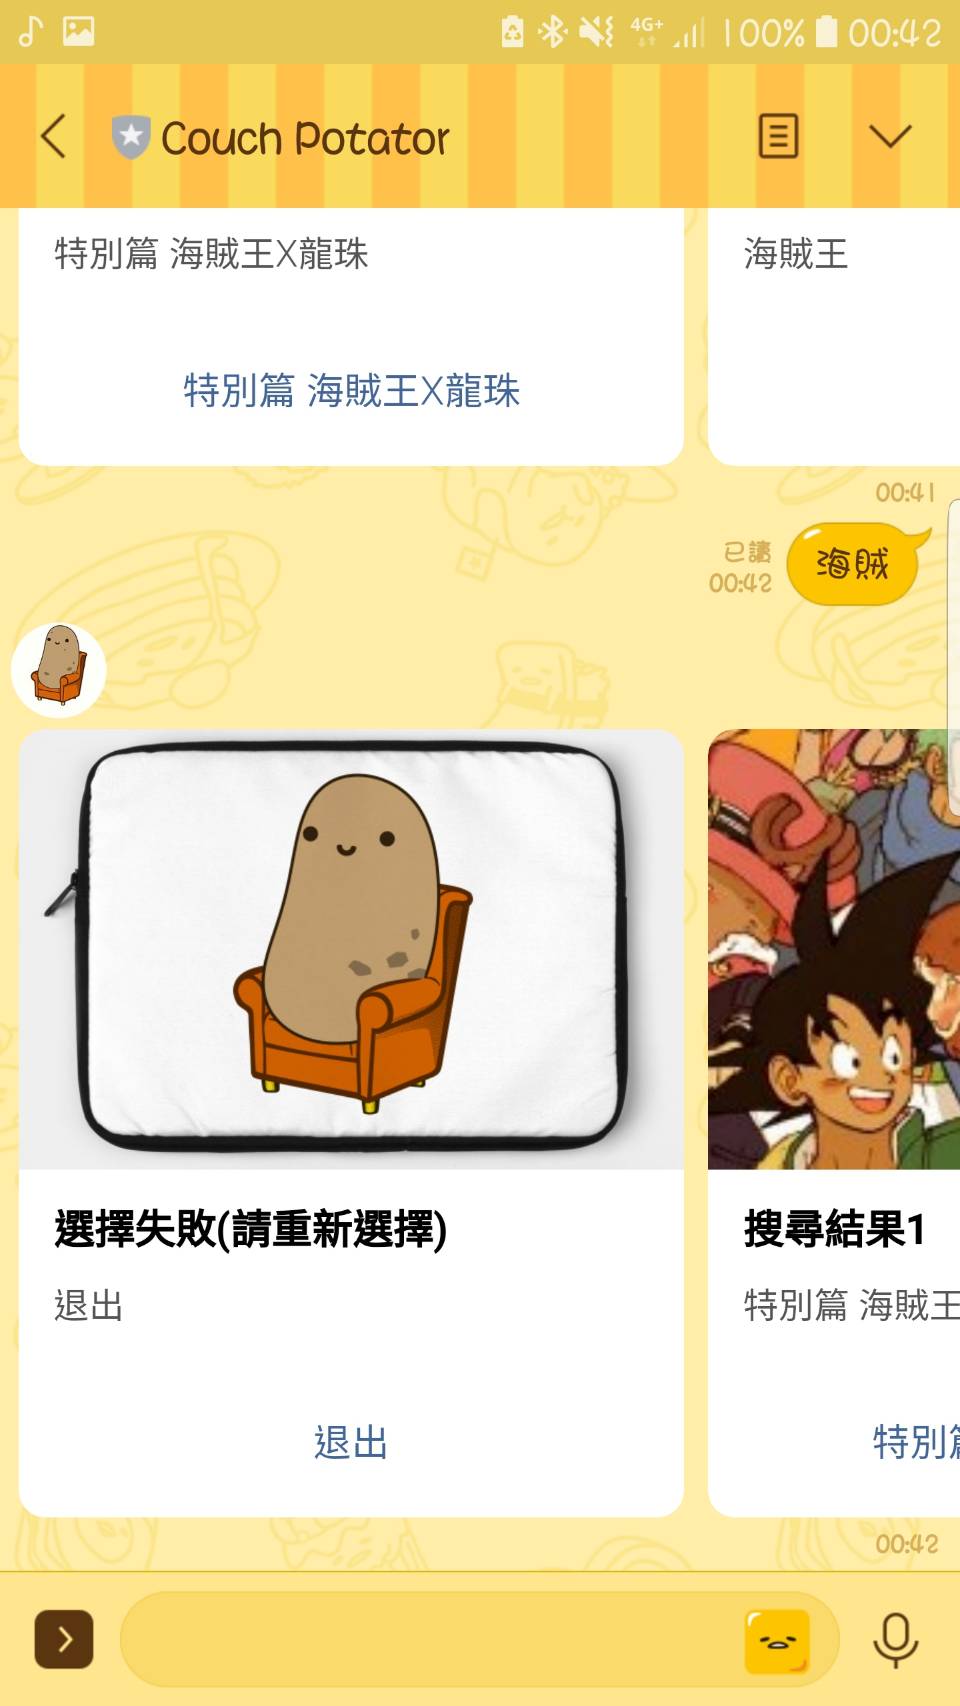 4G+ 100% 00:42
Couch Potator
特別篇 海賊王X龍珠
海賊王
特別篇 海賊王X龍珠
00:41
已讀
00:42
海賊
選擇失敗(請重新選擇)
搜尋結果1
退出
特別篇 海賊王
退出
特別篇
00:42